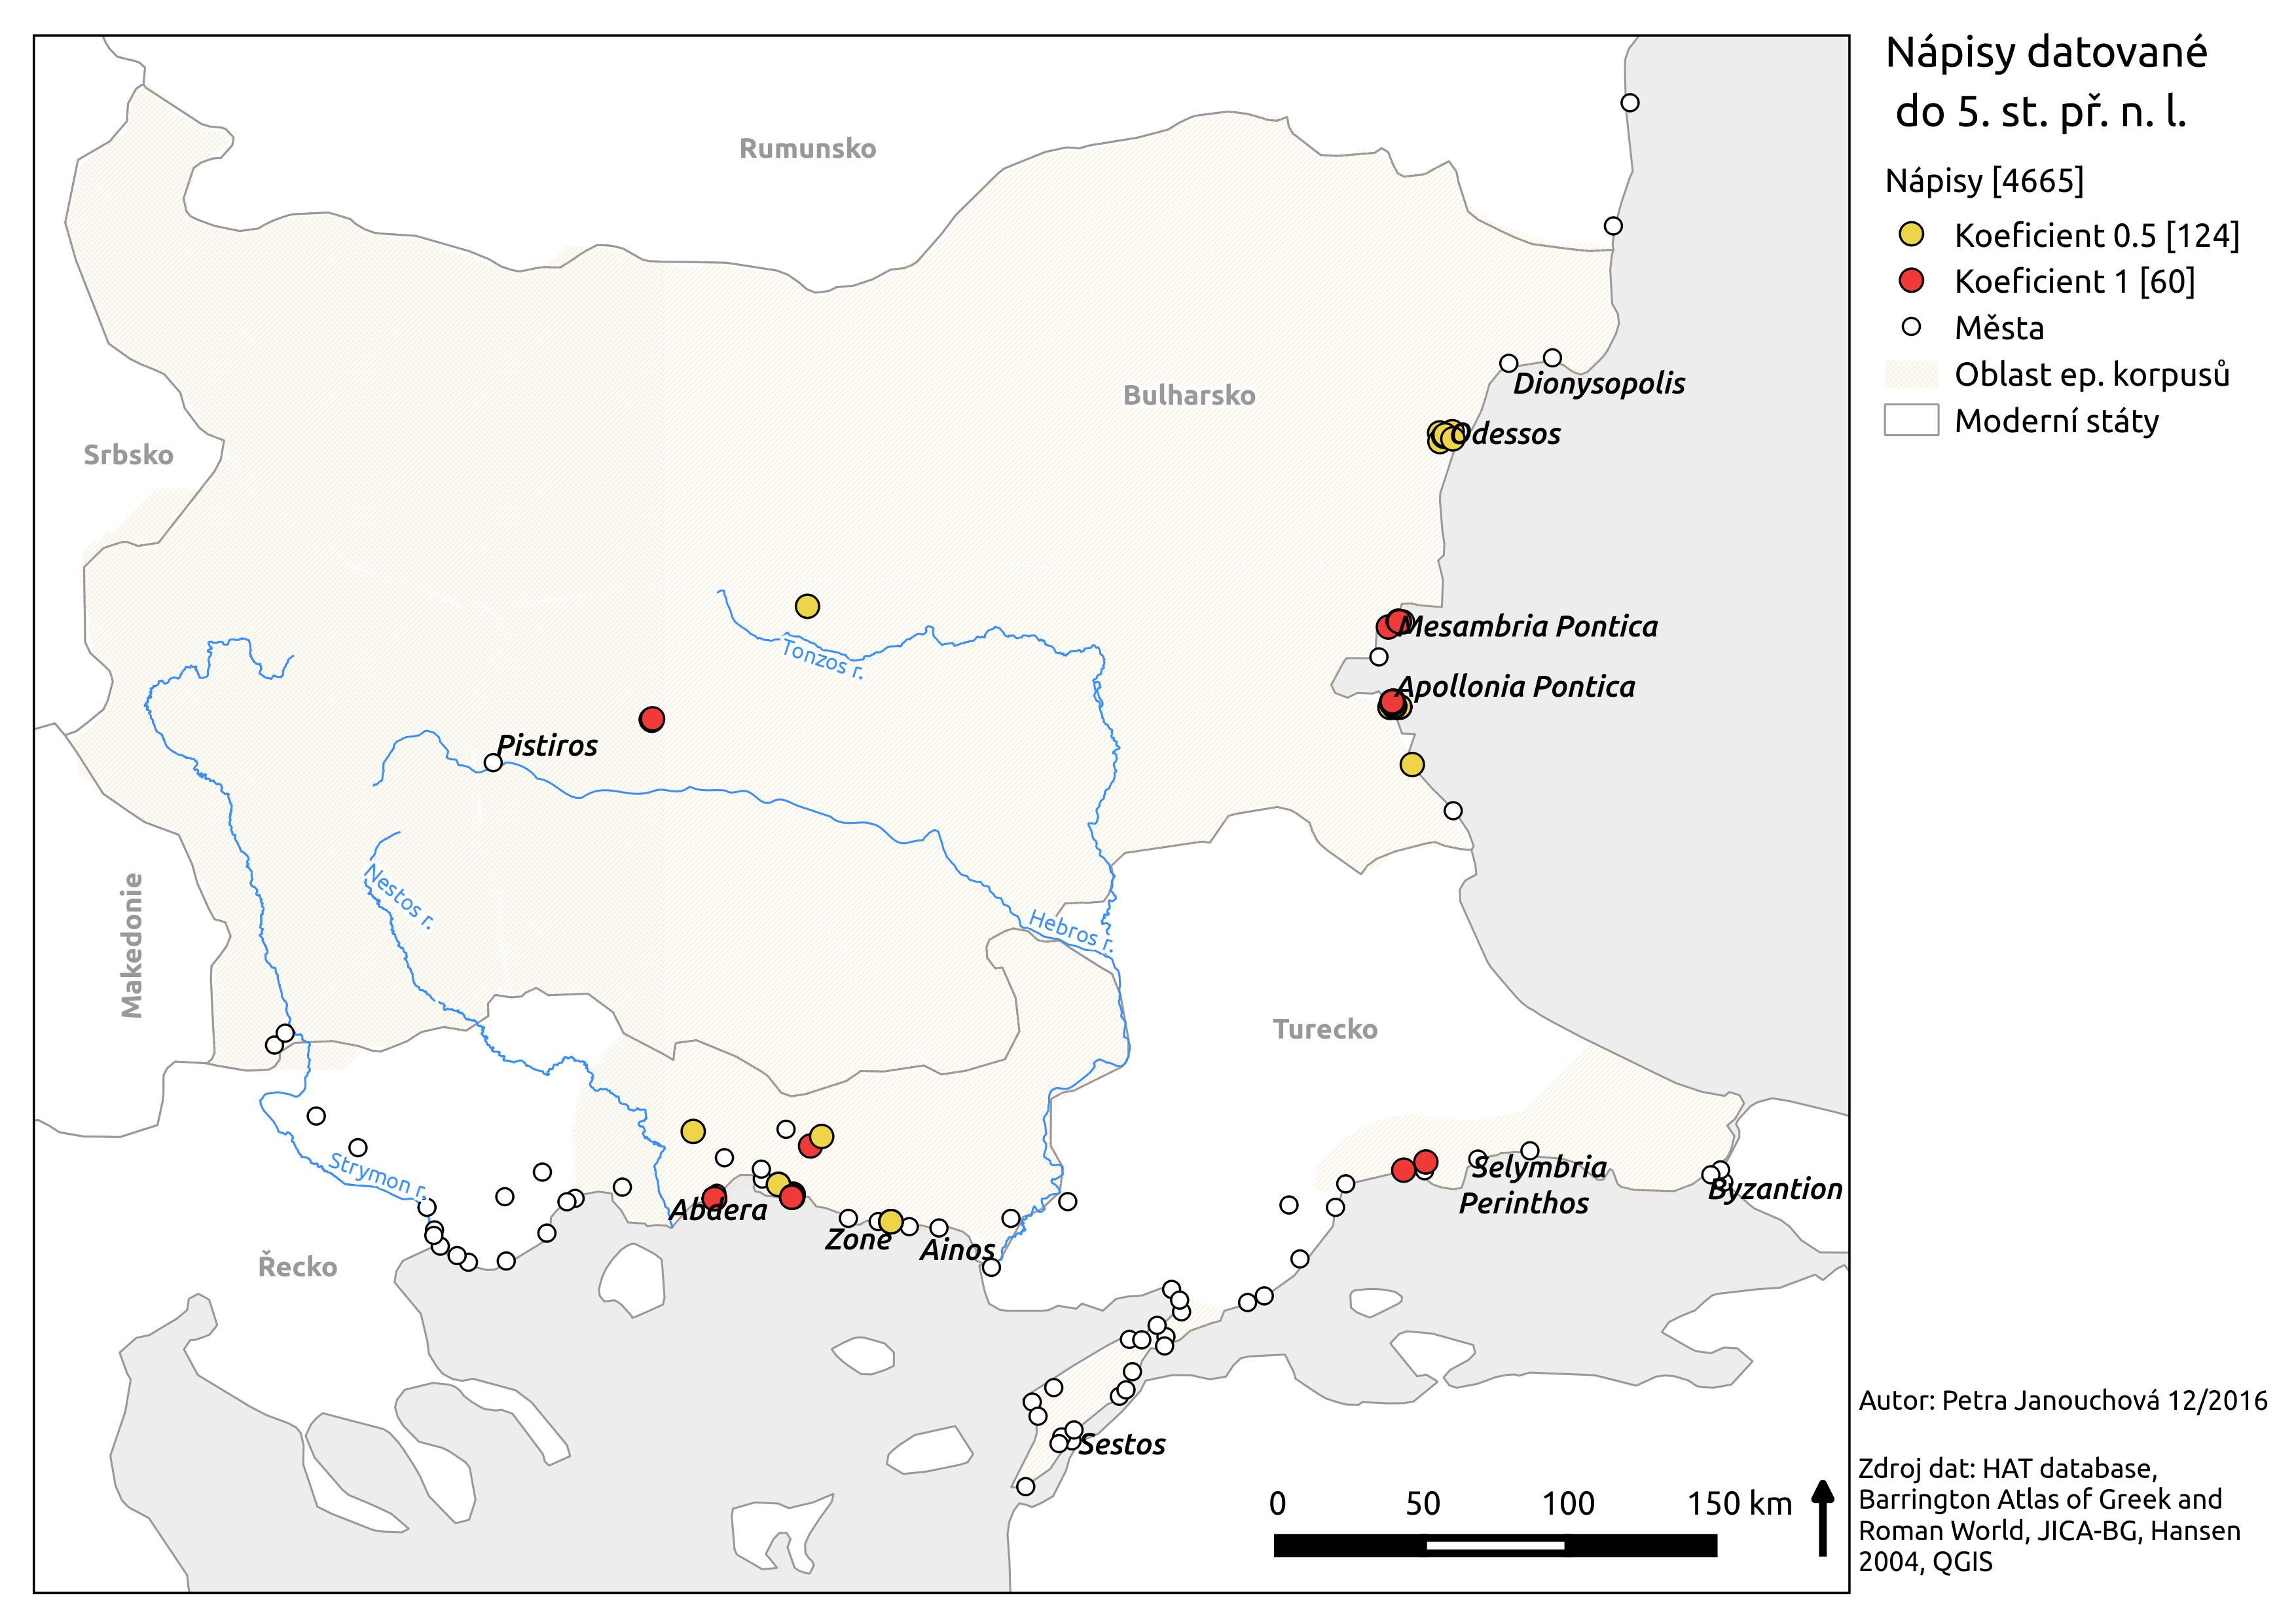 Nápisy datované
do 5. st. př. n. l.
Nápisy [4665]
Koeficient 0.5 [124]
Koeficient 1 [60]
Města
Oblast ep. korpusů
Moderní státy
Rumunsko
Bulharsko
Srbsko
Makedonie
Řecko
Turecko
Dionysopolis
Odessos
Mesambria Pontica
Apollonia Pontica
Pistiros
Tonzos r.
Nestos r.
Hebros r.
Strymon r.
Abdera
Zone
Ainos
Selymbria
Perinthos
Byzantion
Sestos
0 50 100 150 km
Autor: Petra Janouchová 12/2016
Zdroj dat: HAT database,
Barrington Atlas of Greek and
Roman World, JICA-BG, Hansen
2004, QGIS